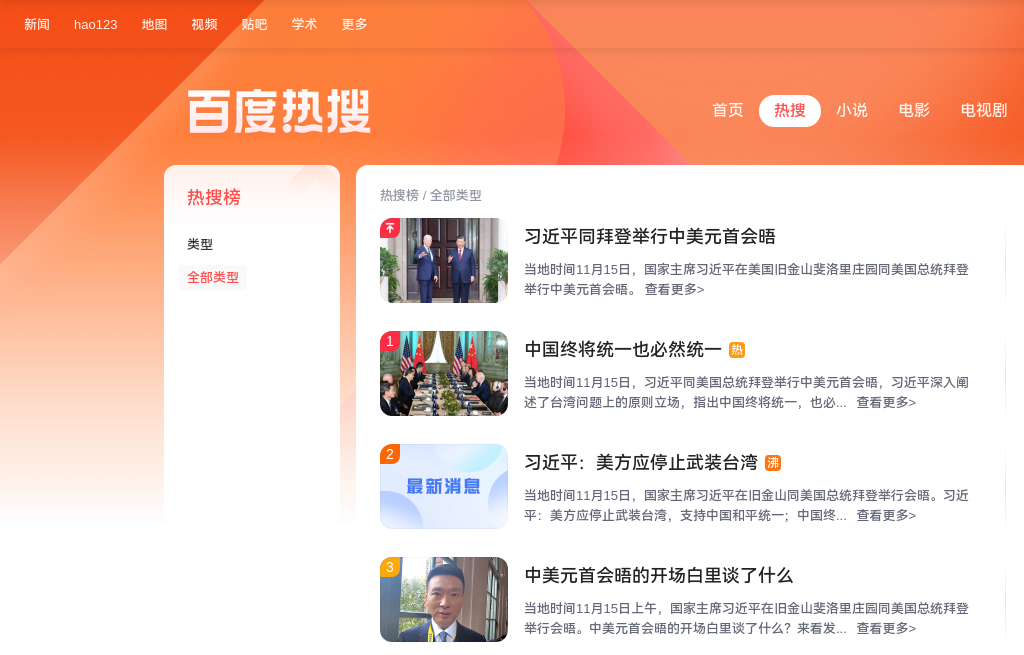 新闻 hao123 地图 视频 贴吧 学术 更多
百度热搜
首页 热搜 小说 电影 电视剧
热搜榜
类型
全部类型
热搜榜 / 全部类型
习近平同拜登举行中美元首会晤
当地时间11月15日，国家主席习近平在美国旧金山斐洛里庄园同美国总统拜登
举行中美元首会晤。 查看更多>
1
中国终将统一也必然统一 热
当地时间11月15日，习近平同美国总统拜登举行中美元首会晤，习近平深入阐
述了台湾问题上的原则立场，指出中国终将统一，也必... 查看更多>
2
最新消息
习近平：美方应停止武装台湾 沸
当地时间11月15日，国家主席习近平在旧金山同美国总统拜登举行会晤。习近
平：美方应停止武装台湾，支持中国和平统一；中国终... 查看更多>
3
中美元首会晤的开场白里谈了什么
当地时间11月15日上午，国家主席习近平在旧金山斐洛里庄园同美国总统拜登
举行会晤。中美元首会晤的开场白里谈了什么？来看发... 查看更多>